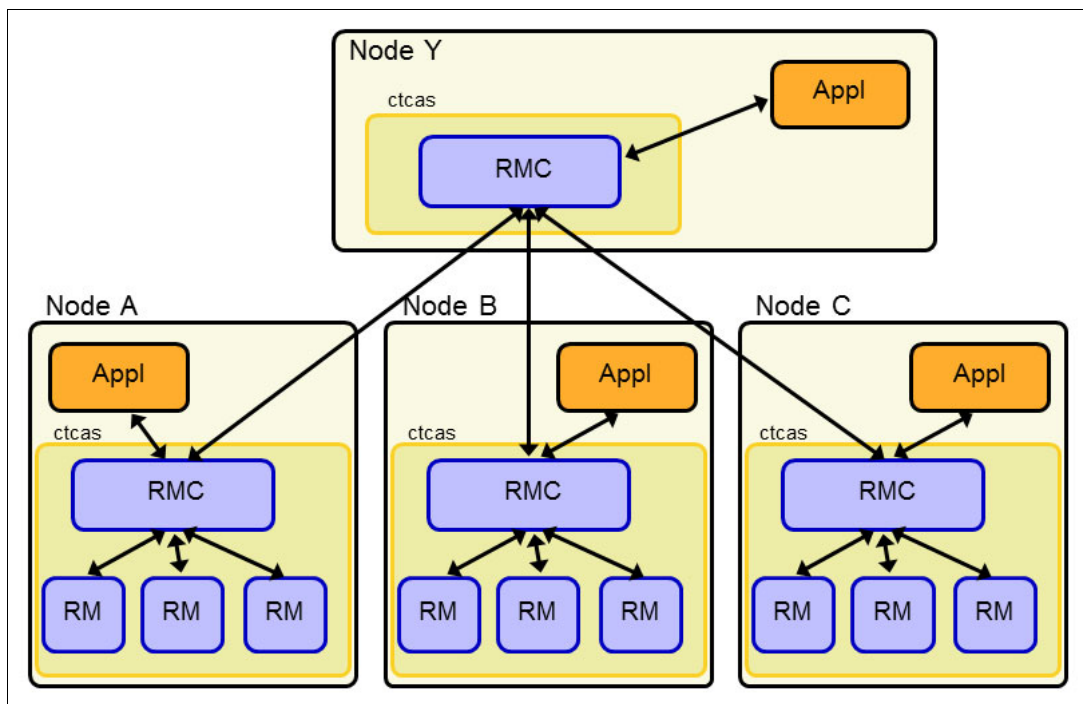 Node Y
Appl
ctcas
RMC
Node A
Node B
Node C
Appl
Appl
Appl
ctcas
ctcas
ctcas
RMC
RMC
RMC
RM RM RM
RM RM RM
RM RM RM